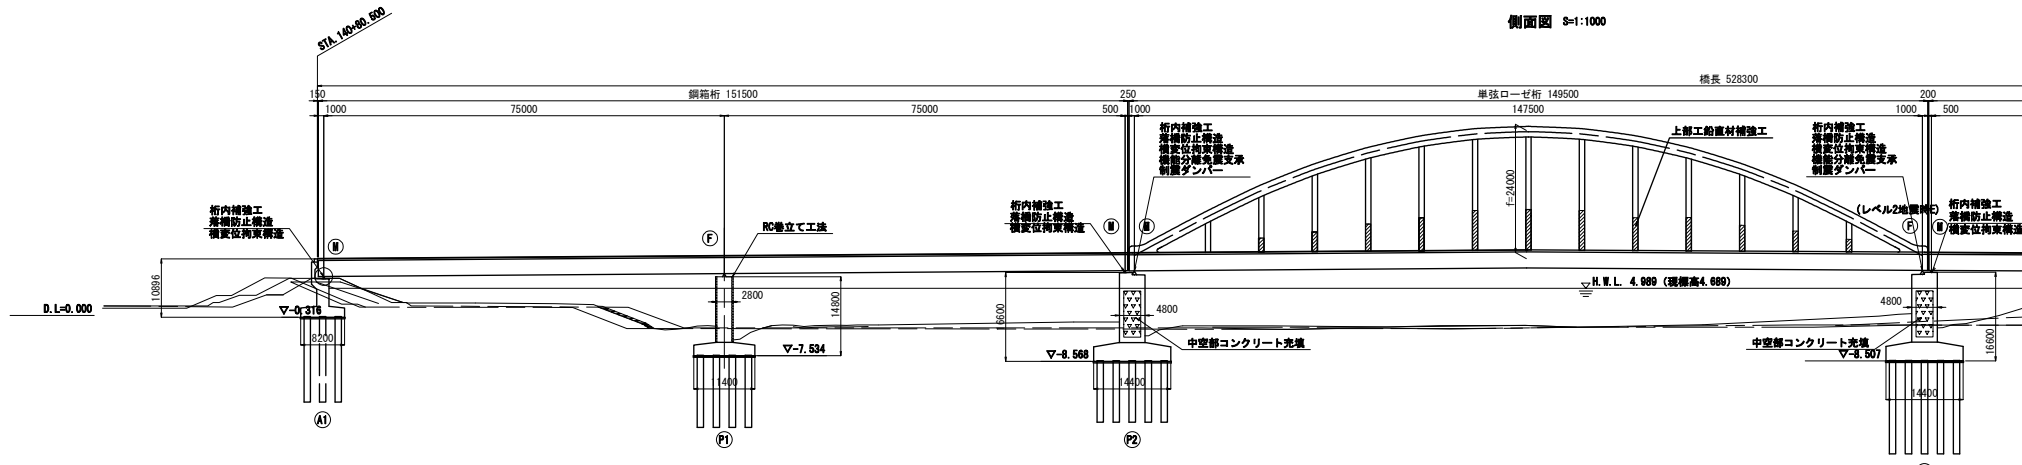 側面図 S=1:1000
STA.140+80.500
橋長 528300
150
鋼箱桁 151500
250
単弦ローゼ桁 149500
200
1000
75000
75000
500
1000
147500
1000
500
桁内補強工
落橋防止構造
横変位拘束構造
機能分離免震支承
制震ダンパー
上部工鉛直材補強工
桁内補強工
落橋防止構造
横変位拘束構造
機能分離免震支承
制震ダンパー
f=24000
桁内補強工
落橋防止構造
横変位拘束構造
M
F
RC巻立て工法
桁内補強工
落橋防止構造
横変位拘束構造
M
M
(レベル2地震時E)
F
M
桁内補強工
落橋防止構造
横変位拘束構造
10896
D.L=0.000
▽-0.316
8200
2800
14800
▽-7.534
11400
6600
4800
▽H.W.L. 4.989 (現標高4.689)
中空部コンクリート充填
▽-8.568
14400
4800
中空部コンクリート充填
▽-8.507
16600
14400
A1
P1
P2